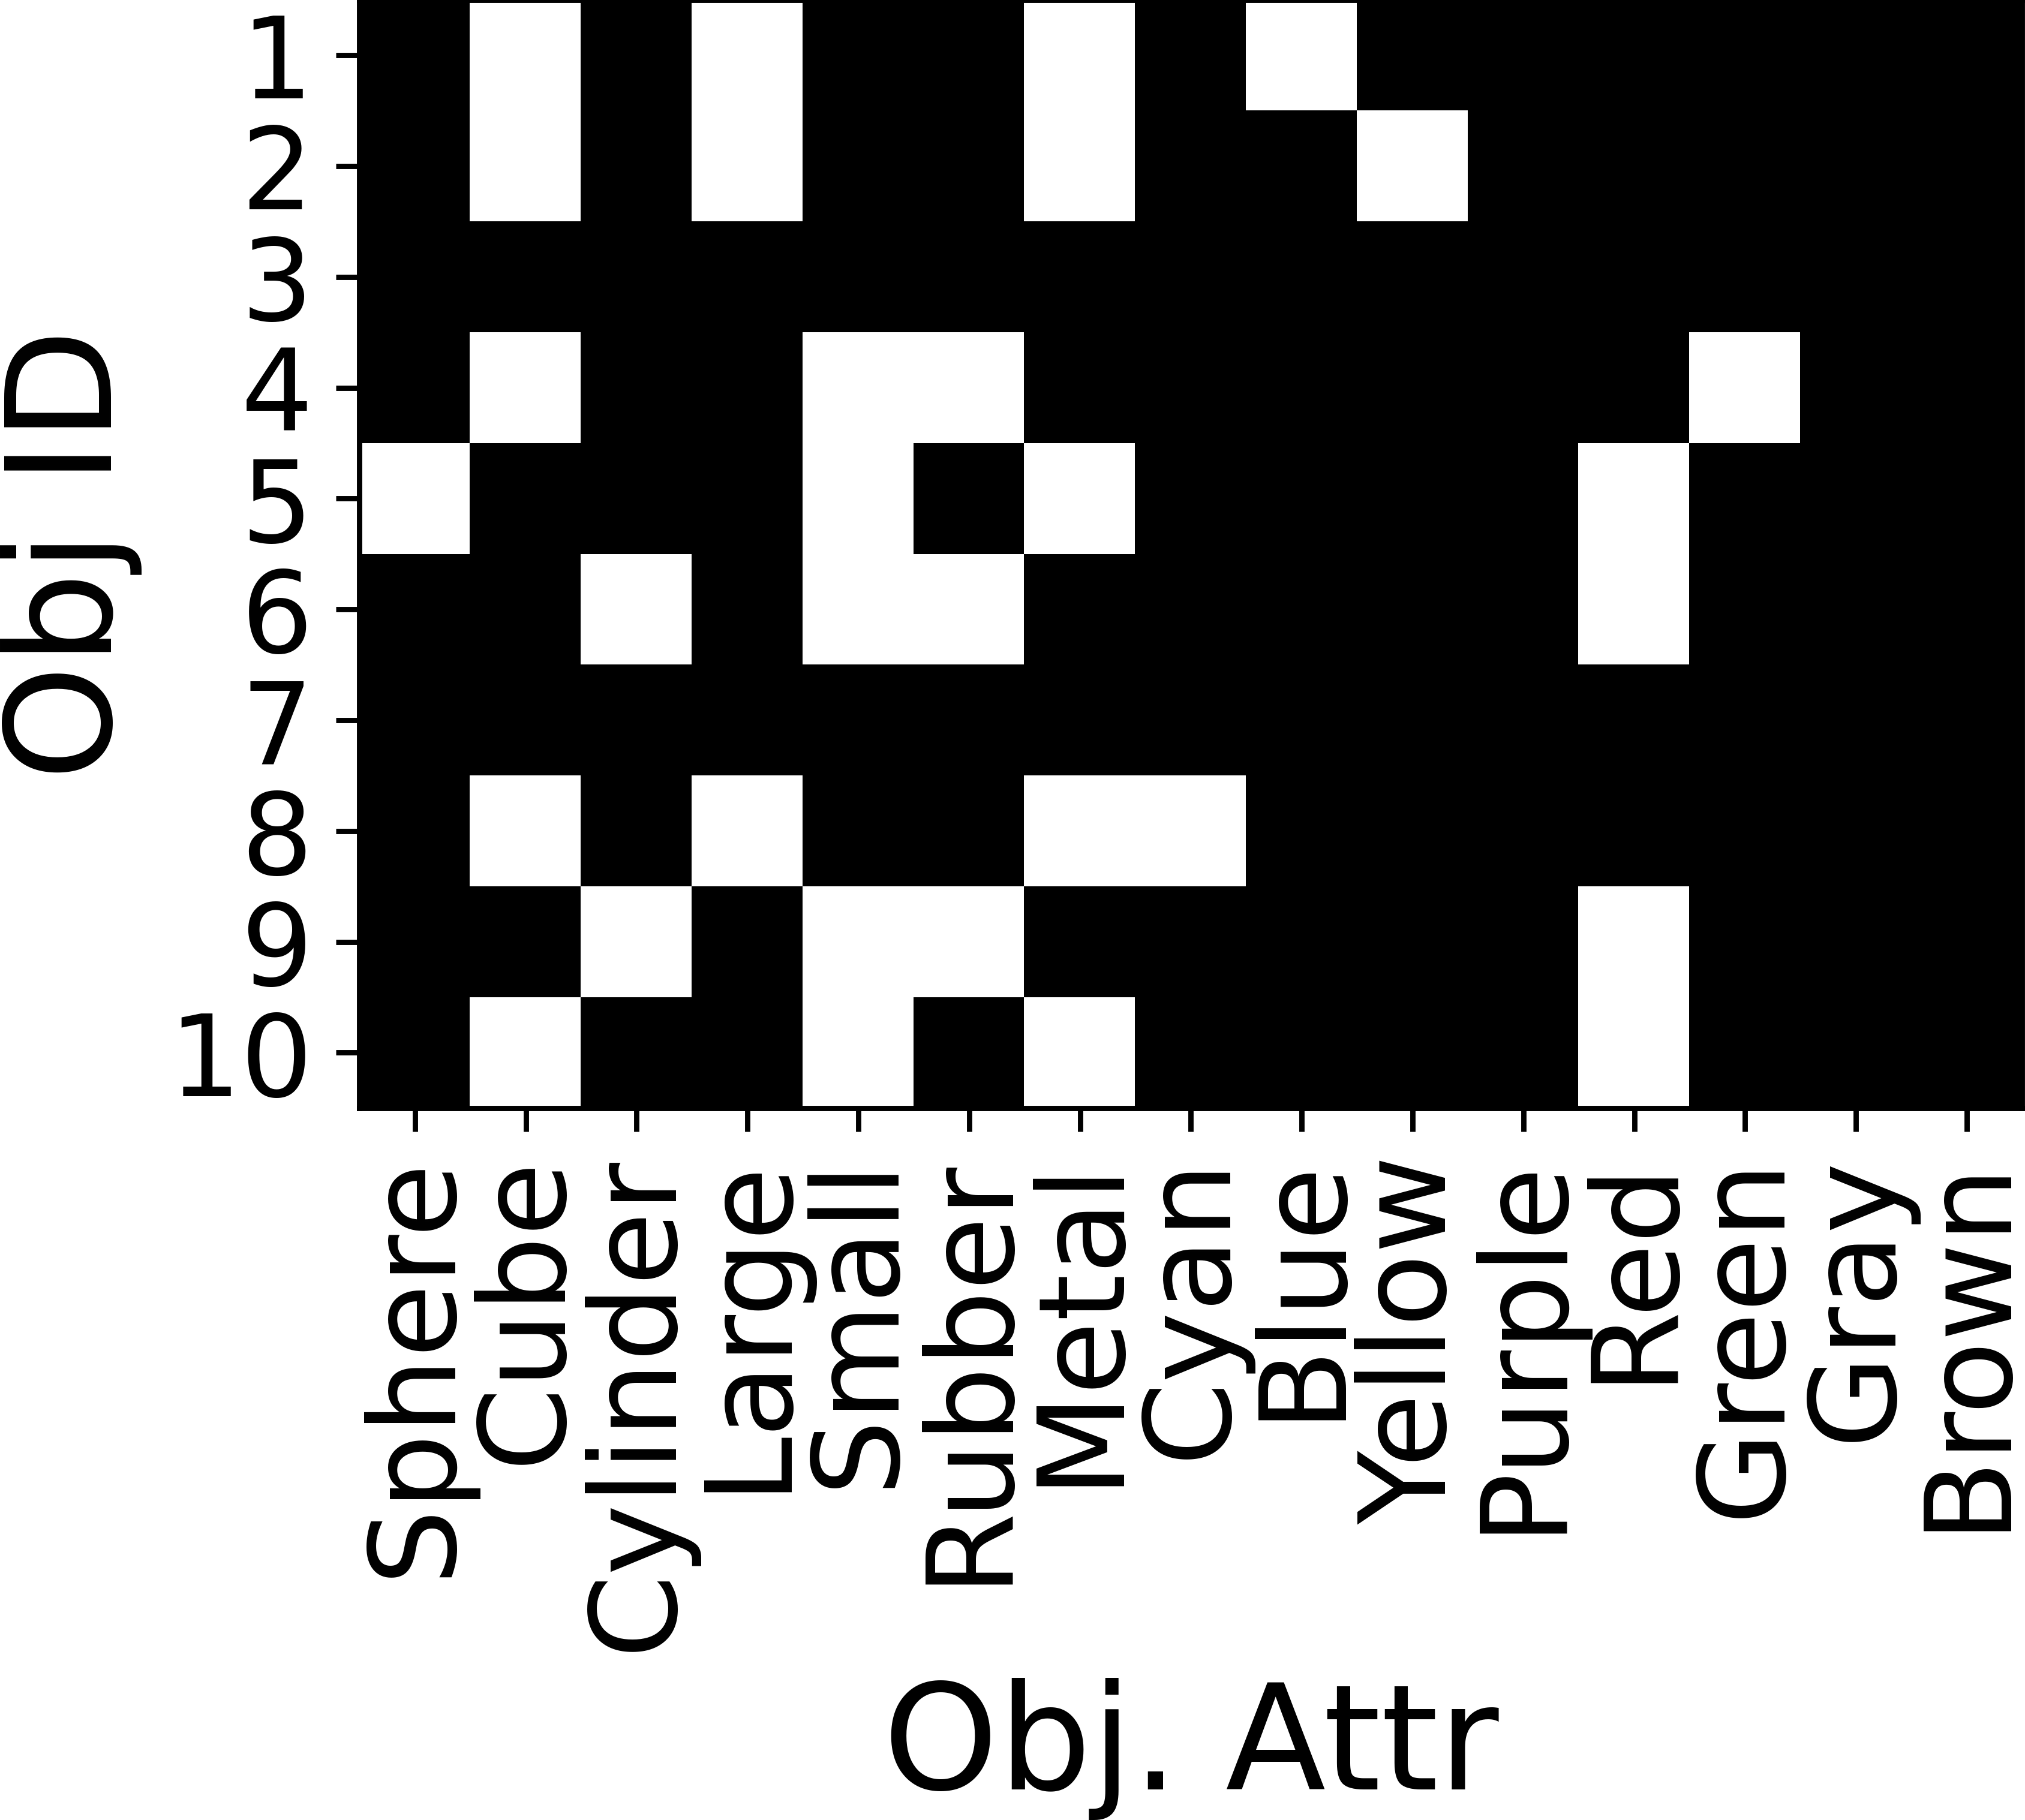 Obj ID
1
2
3
4
5
6
7
8
9
10
Sphere
Cube
Cylinder
Large
Small
Rubber
Metal
Cyan
Blue
Yellow
Purple
Red
Green
Gray
Brown
Obj. Attr